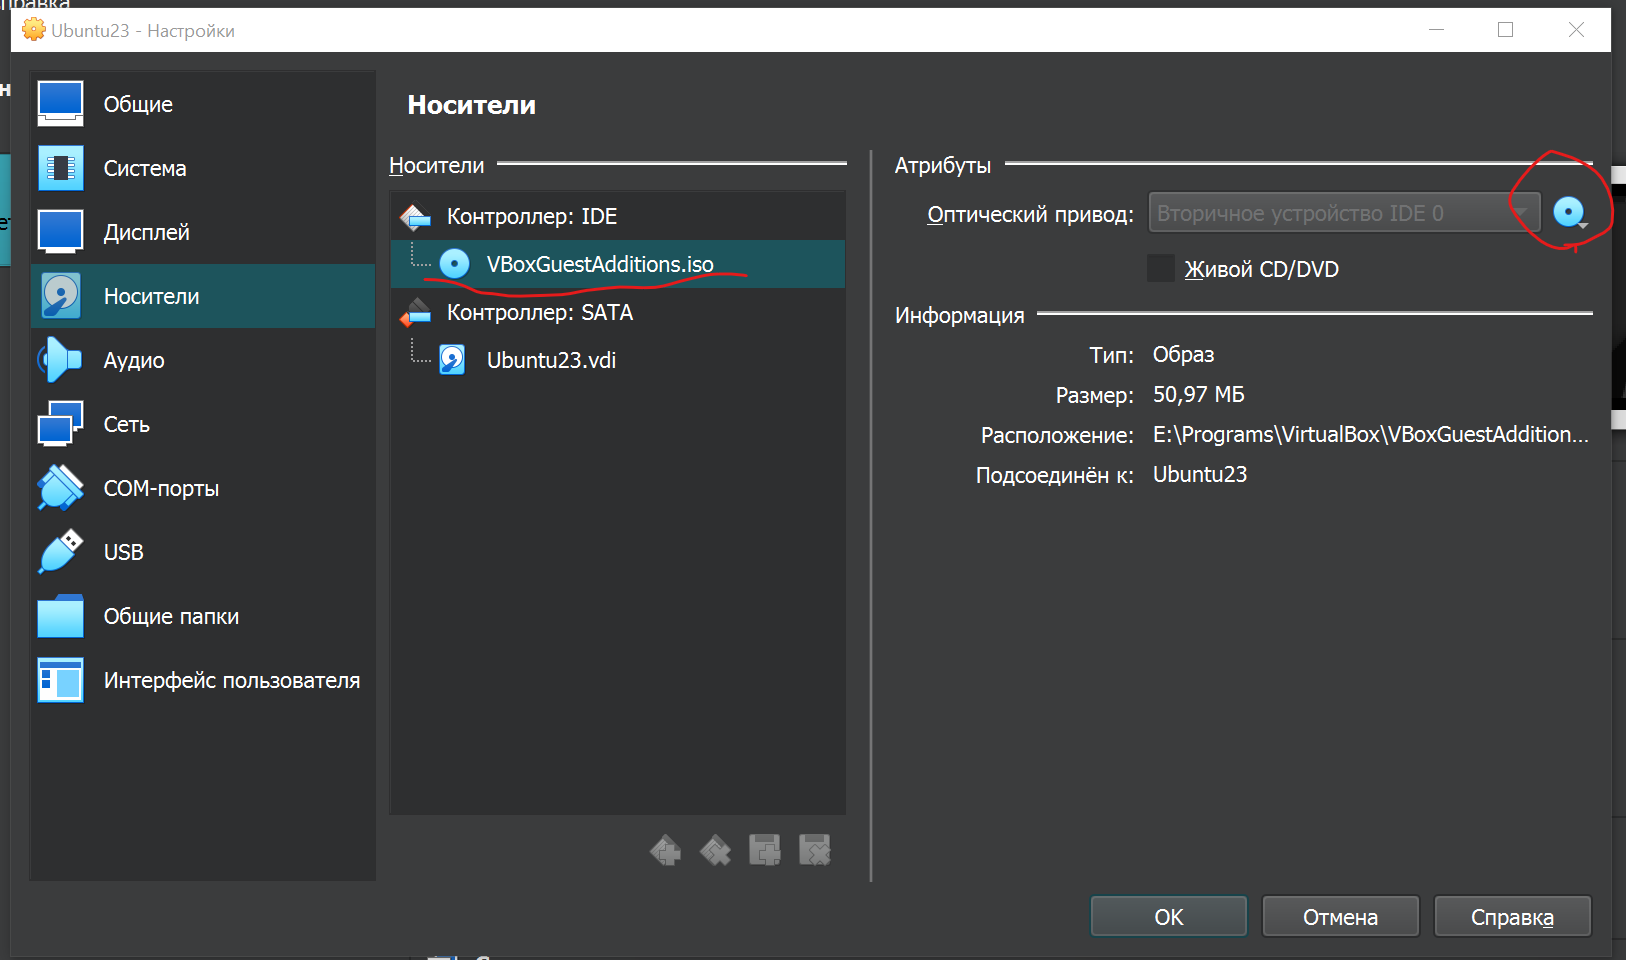 справка
Ubuntu23 - Настройки
Общие
Система
Дисплей
Носители
Аудио
Сеть
COM-порты
USB
Общие папки
Интерфейс пользователя
Носители
Носители
Контроллер: IDE
VBoxGuestAdditions.iso
Контроллер: SATA
Ubuntu23.vdi
Атрибуты
Оптический привод: Вторичное устройство IDE 0
Живой CD/DVD
Информация
Тип: Образ
Размер: 50,97 МБ
Расположение: E:\Programs\VirtualBox\VBoxGuestAddition...
Подсоединён к: Ubuntu23
OK
Отмена
Справка